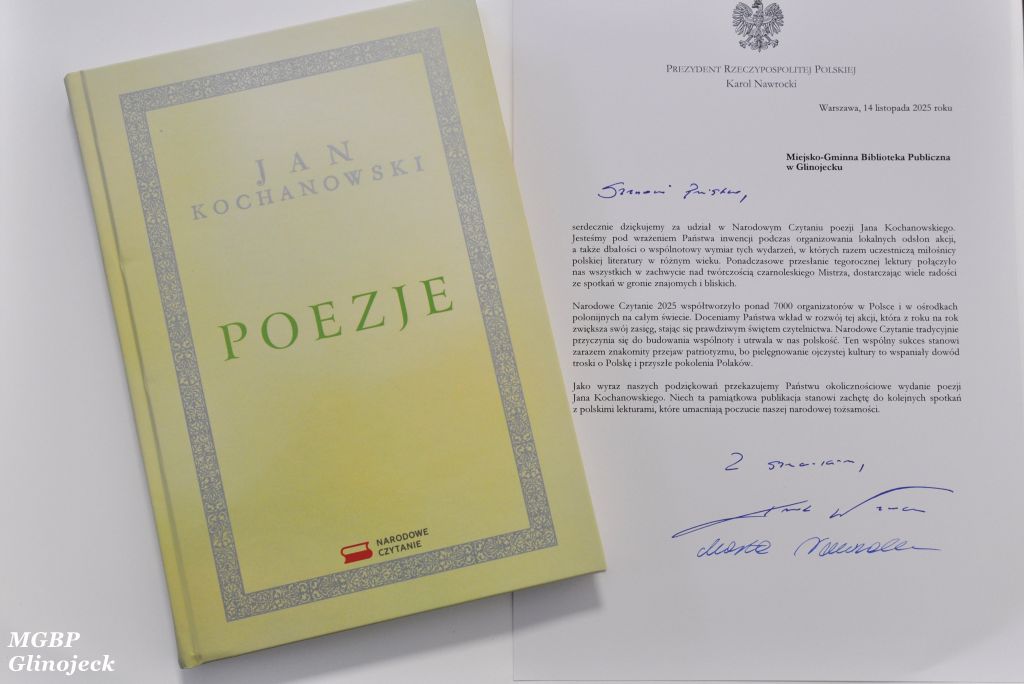 JAN
KOCHANOWSKI
POEZJE
NARODOWE
CZYTANIE
PREZYDENT RZECZYPOSPOLITEJ POLSKIEJ
Karol Nawrocki
Warszawa, 14 listopada 2025 roku
Miejsko-Gminna Biblioteka Publiczna
w Glinojecku
Szanowni Państwo,
serdecznie dziękujemy za udział w Narodowym Czytaniu poezji Jana Kochanowskiego.
Jesteśmy pod wrażeniem Państwa inwencji podczas organizowania lokalnych odsłon akcji,
a także dbałości o wspólnotowy wymiar tych wydarzeń, w których razem uczestniczą miłośnicy
polskiej literatury w różnym wieku. Ponadczasowe przesłanie tegorocznej lektury połączyło
nas wszystkich w zachwycie nad twórczością czarnoleskiego Mistrza, dostarczając wiele radości
ze spotkań w gronie znajomych i bliskich.
Narodowe Czytanie 2025 współtworzyło ponad 7000 organizatorów w Polsce i w ośrodkach
polonijnych na całym świecie. Doceniamy Państwa wkład w rozwój tej akcji, która z roku na rok
zwiększa swój zasięg, stając się prawdziwym świętem czytelnictwa. Narodowe Czytanie tradycyjnie
przyczynia się do budowania wspólnoty i utrwala w nas polskość. Ten wspólny sukces stanowi
zarazem znakomity przejaw patriotyzmu, bo pielęgnowanie ojczystej kultury to wspaniały dowód
troski o Polskę i przyszłe pokolenia Polaków.
Jako wyraz naszych podziękowań przekazujemy Państwu okolicznościowe wydanie poezji
Jana Kochanowskiego. Niech ta pamiątkowa publikacja stanowi zachętę do kolejnych spotkań
z polskimi lekturami, które umacniają poczucie naszej narodowej tożsamości.
Z
MGBP
Glinojeck